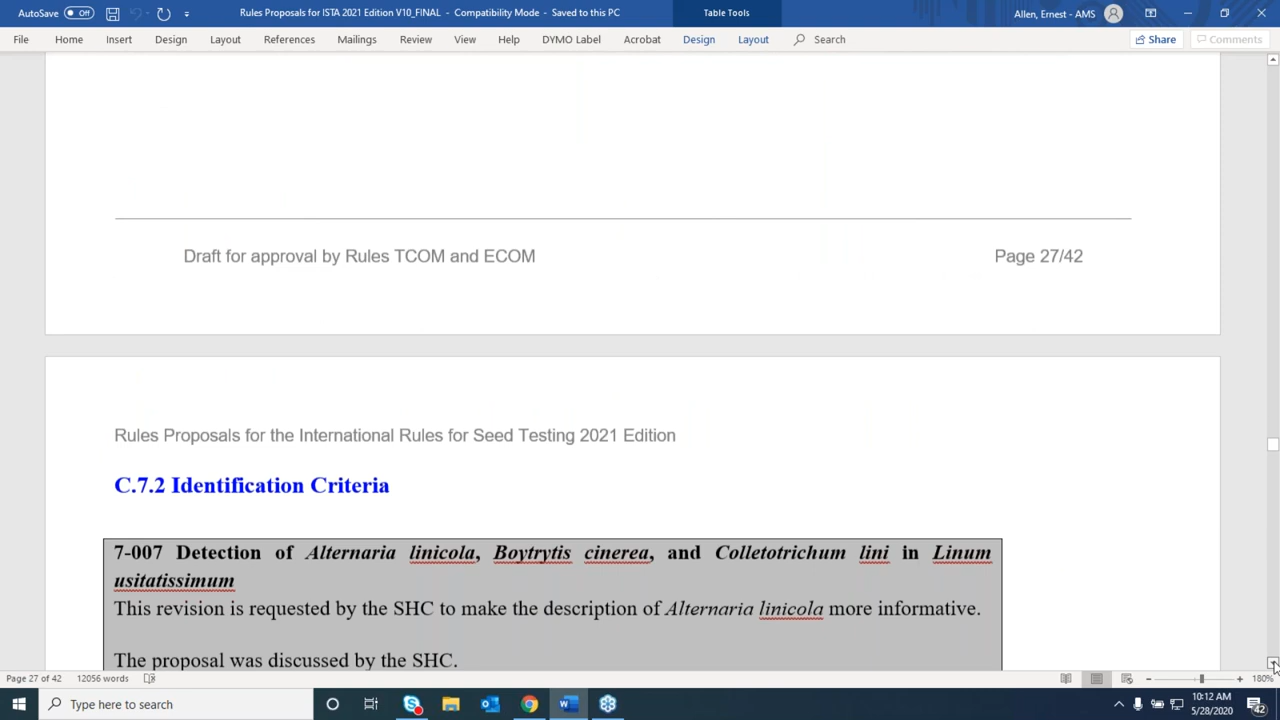 AutoSave Off Rules Proposals for ISTA 2021 Edition V10_FINAL - Compatibility Mode - Saved to this PC Table Tools Allen, Ernest - AMS
File Home Insert Design Layout References Mailings Review View Help DYMO Label Acrobat Design Layout Search Share Comments
Draft for approval by Rules TCOM and ECOM Page 27/42
Rules Proposals for the International Rules for Seed Testing 2021 Edition
C.7.2 Identification Criteria
7-007 Detection of Alternaria linicola, Boytrytis cinerea, and Colletotrichum lini in Linum
usitatissimum
This revision is requested by the SHC to make the description of Alternaria linicola more informative.
The proposal was discussed by the SHC.
Page 27 of 42 12056 words 180%
Type here to search 10:12 AM
5/28/2020 42